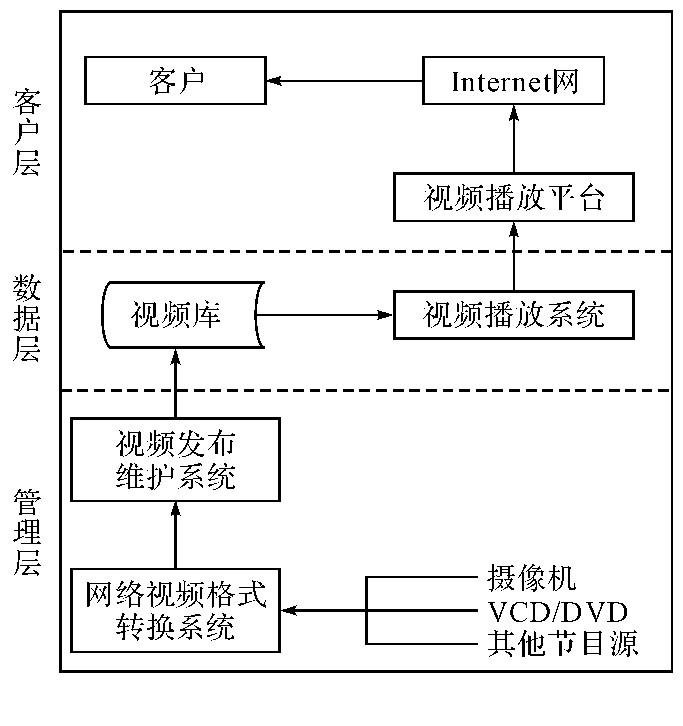 客户层
客户
Internet网
视频播放平台
数据层
视频库
视频播放系统
管理层
视频发布
维护系统
网络视频格式
转换系统
摄像机
VCD/DVD
其他节目源